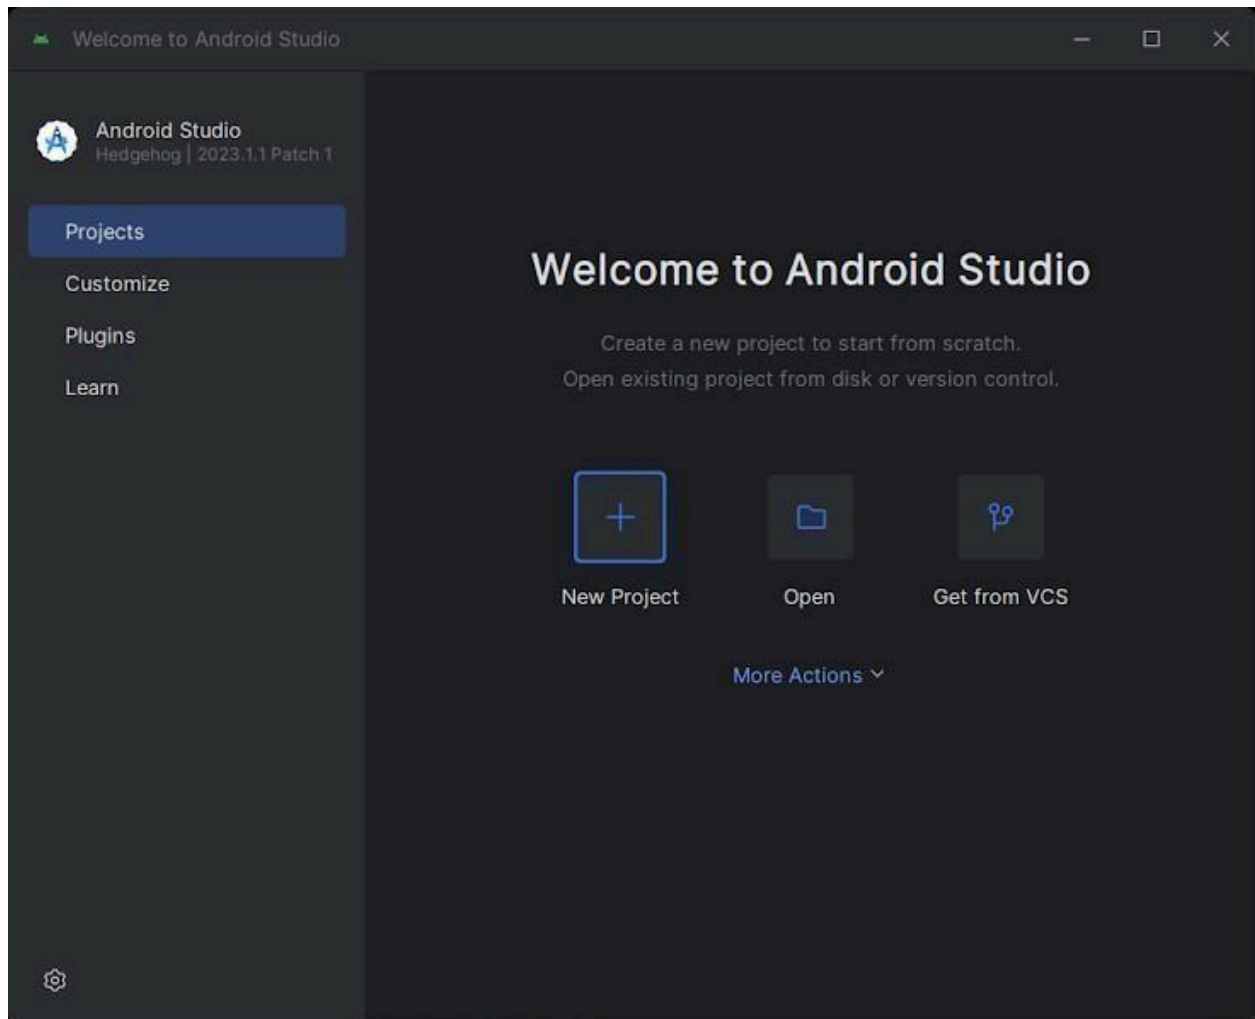 Welcome to Android Studio
Android Studio
Hedgehog | 2023.1.1 Patch 1
Projects
Customize
Plugins
Learn
Welcome to Android Studio
Create a new project to start from scratch.
Open existing project from disk or version control.
New Project
Open
Get from VCS
More Actions